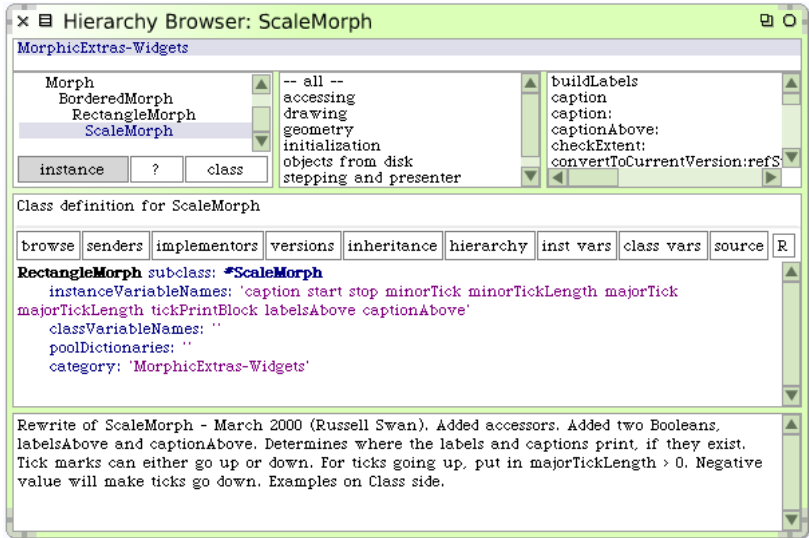 Hierarchy Browser: ScaleMorph
MorphicExtras-Widgets
Morph
BorderedMorph
RectangleMorph
ScaleMorph
instance ? class
-- all --
accessing
drawing
geometry
initialization
objects from disk
stepping and presenter
buildLabels
caption
caption:
captionAbove:
checkExtent:
convertToCurrentVersion:refS
Class definition for ScaleMorph
browse senders implementors versions inheritance hierarchy inst vars class vars source R
RectangleMorph subclass: #ScaleMorph
instanceVariableNames: 'caption start stop minorTick minorTickLength majorTick
majorTickLength tickPrintBlock labelsAbove captionAbove'
classVariableNames: ''
poolDictionaries: ''
category: 'MorphicExtras-Widgets'
Rewrite of ScaleMorph - March 2000 (Russell Swan). Added accessors. Added two Booleans,
labelsAbove and captionAbove. Determines where the labels and captions print, if they exist.
Tick marks can either go up or down. For ticks going up, put in majorTickLength > 0. Negative
value will make ticks go down. Examples on Class side.